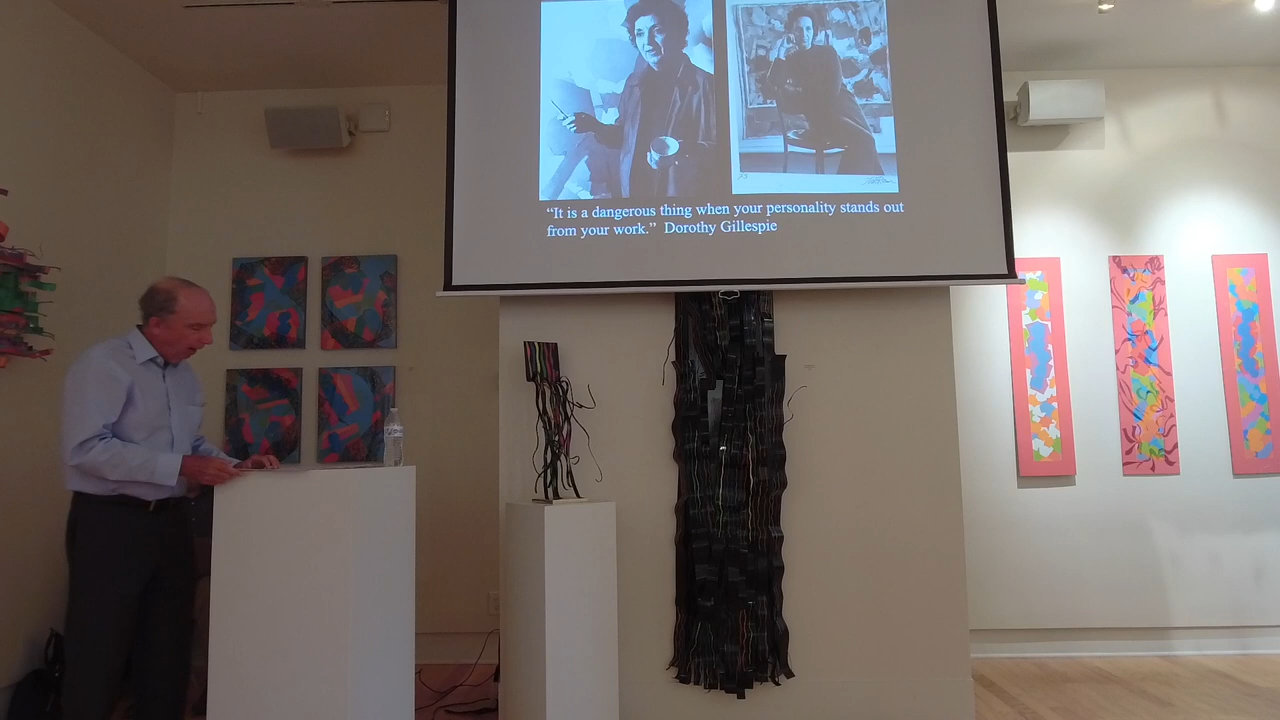 “It is a dangerous thing when your personality stands out
from your work.”  Dorothy Gillespie